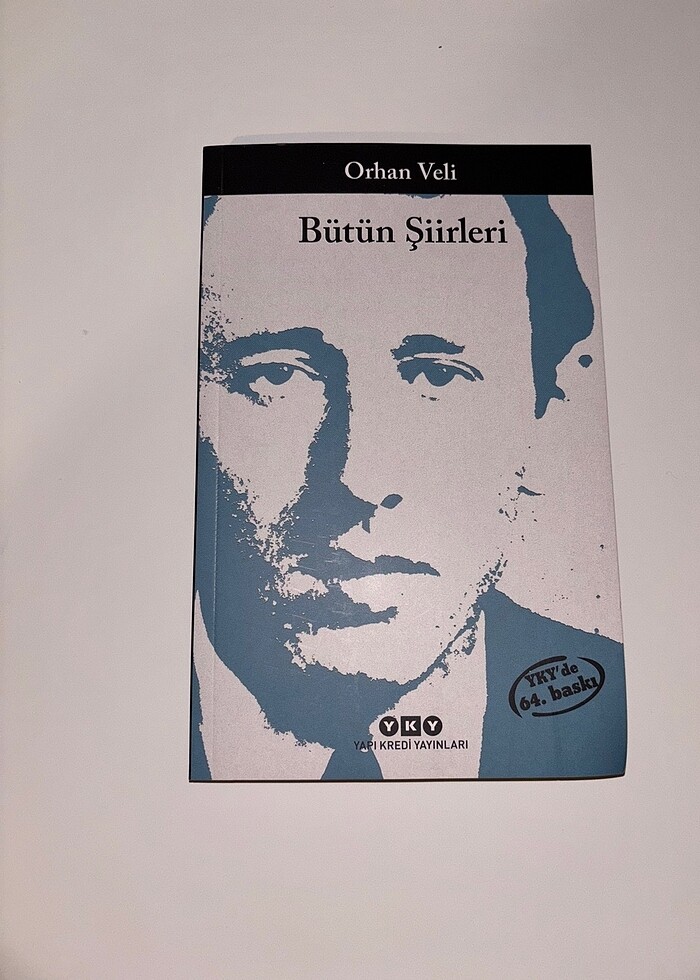 Orhan Veli
Bütün Şiirleri
YKY'de
64. baskı
YKY
YAPI KREDİ YAYINLARI